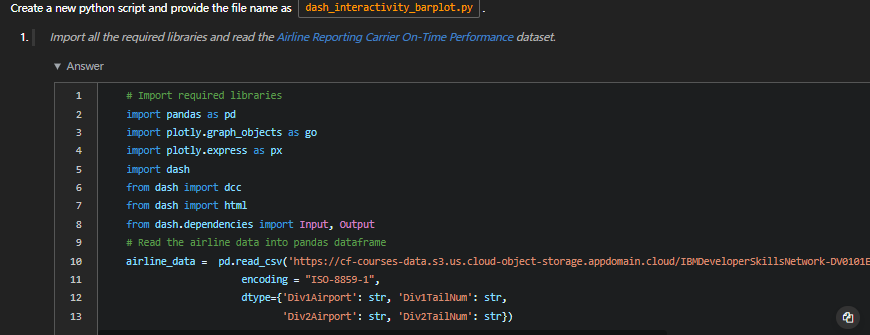 Create a new python script and provide the file name as dash_interactivity_barplot.py .
1. Import all the required libraries and read the Airline Reporting Carrier On-Time Performance dataset.
▼ Answer
1 # Import required libraries
2 import pandas as pd
3 import plotly.graph_objects as go
4 import plotly.express as px
5 import dash
6 from dash import dcc
7 from dash import html
8 from dash.dependencies import Input, Output
9 # Read the airline data into pandas dataframe
10 airline_data =  pd.read_csv('https://cf-courses-data.s3.us.cloud-object-storage.appdomain.cloud/IBMDeveloperSkillsNetwork-DV0101E
11 encoding = "ISO-8859-1",
12 dtype={'Div1Airport': str, 'Div1TailNum': str,
13 'Div2Airport': str, 'Div2TailNum': str})